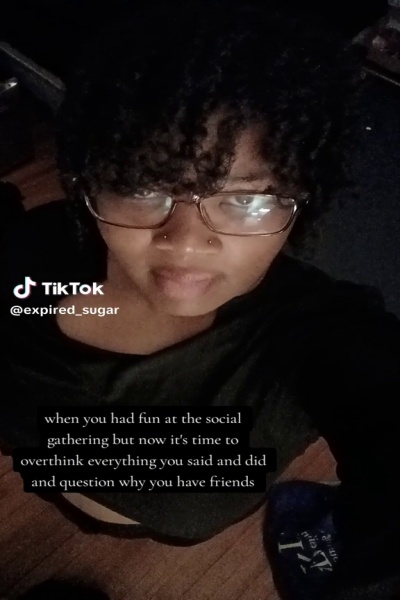 TikTok
@expired_sugar
when you had fun at the social
gathering but now it's time to
overthink everything you said and did
and question why you have friends